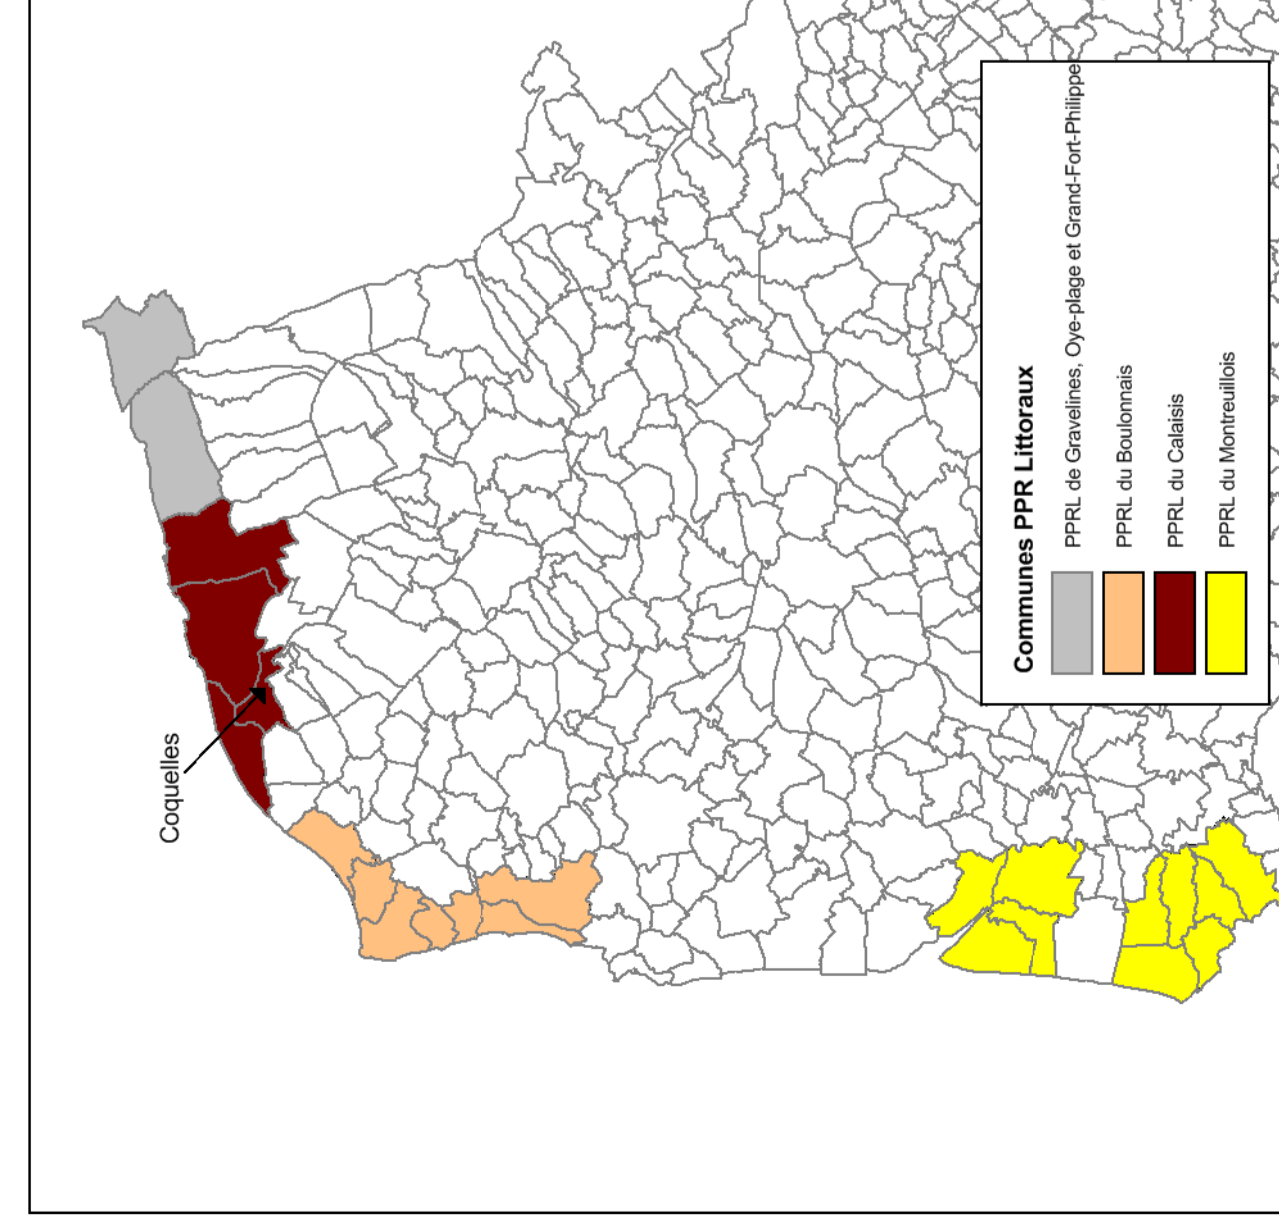 Coquelles
Communes PPR Littoraux
PPRL de Gravelines, Oye-plage et Grand-Fort-Philippe
PPRL du Boulonnais
PPRL du Calaisis
PPRL du Montreuillois